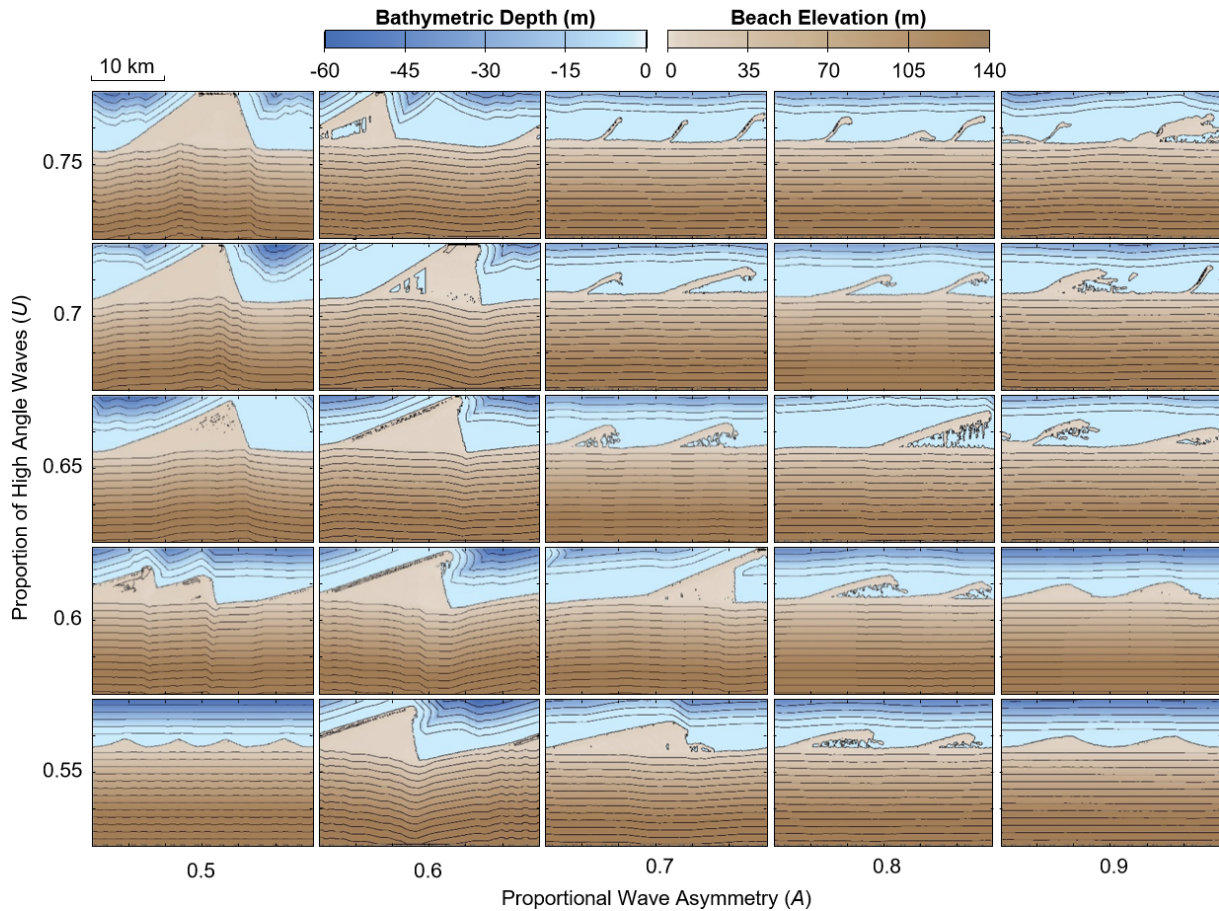 Bathymetric Depth (m)
Beach Elevation (m)
10 km
-60 -45 -30 -15 0
0 35 70 105 140
Proportion of High Angle Waves (U)
0.75
0.7
0.65
0.6
0.55
0.5 0.6 0.7 0.8 0.9
Proportional Wave Asymmetry (A)